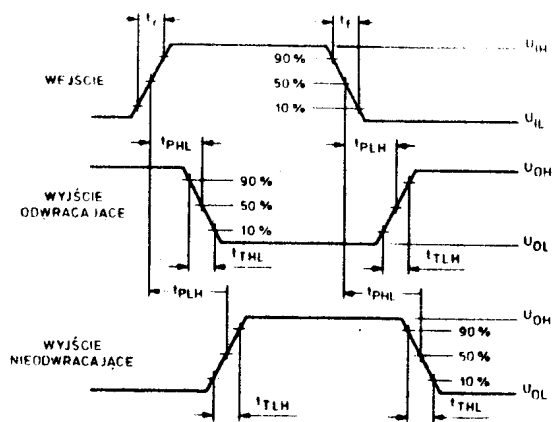 tr
tf
UIH
90 %
WEJŚCIE
50 %
10 %
UIL
tPHL
tPLH
UOH
90 %
WYJŚCIE
ODWRACAJĄCE
50 %
10 %
UOL
tTHL
tTLH
tPLH
tPHL
UOH
90 %
WYJŚCIE
NIEODWRACAJĄCE
50 %
10 %
UOL
tTLH
tTHL